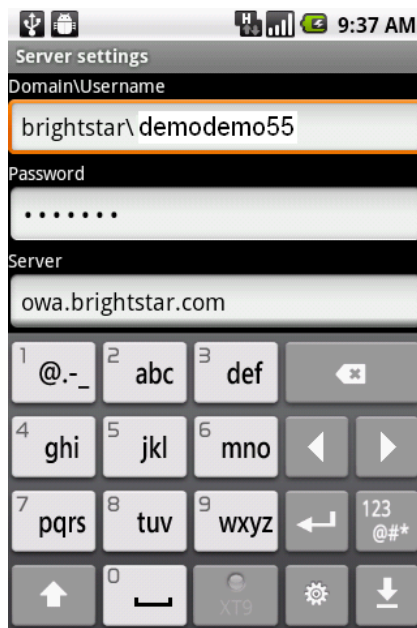 H 9:37 AM
Server settings
Domain\Username
brightstar\ demodemo55
Password
•••••••
Server
owa.brightstar.com
1 @.-_ 2 abc 3 def
4 ghi 5 jkl 6 mno
7 pqrs 8 tuv 9 wxyz 123 @#*
0 XT9